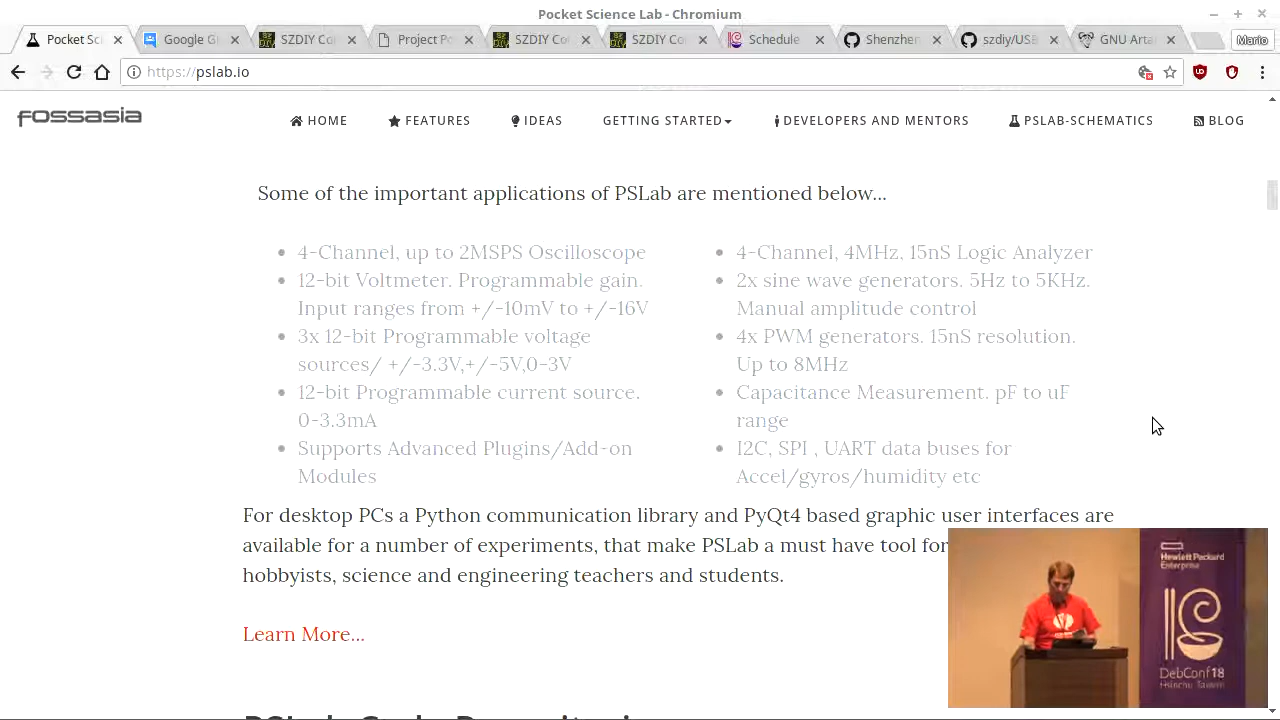 Pocket Science Lab - Chromium
Pocket Sci
Google Gl
SZDIY Co
Project Po
SZDIY Co
SZDIY Co
Schedule
Shenzhen
szdiy/USB
GNU Arta
Mario
https://pslab.io
FOSSASIA
HOME
FEATURES
IDEAS
GETTING STARTED
DEVELOPERS AND MENTORS
PSLAB-SCHEMATICS
BLOG
Some of the important applications of PSLab are mentioned below...
4-Channel, up to 2MSPS Oscilloscope
12-bit Voltmeter. Programmable gain.
Input ranges from +/-10mV to +/-16V
3x 12-bit Programmable voltage
sources/ +/-3.3V,+/-5V,0-3V
12-bit Programmable current source.
0-3.3mA
Supports Advanced Plugins/Add-on
Modules
4-Channel, 4MHz, 15nS Logic Analyzer
2x sine wave generators. 5Hz to 5KHz.
Manual amplitude control
4x PWM generators. 15nS resolution.
Up to 8MHz
Capacitance Measurement. pF to uF
range
I2C, SPI , UART data buses for
Accel/gyros/humidity etc
For desktop PCs a Python communication library and PyQt4 based graphic user interfaces are
available for a number of experiments, that make PSLab a must have tool for
hobbyists, science and engineering teachers and students.
Learn More...
Hewlett Packard
Enterprise
DebConf18
Hsinchu Taiwan